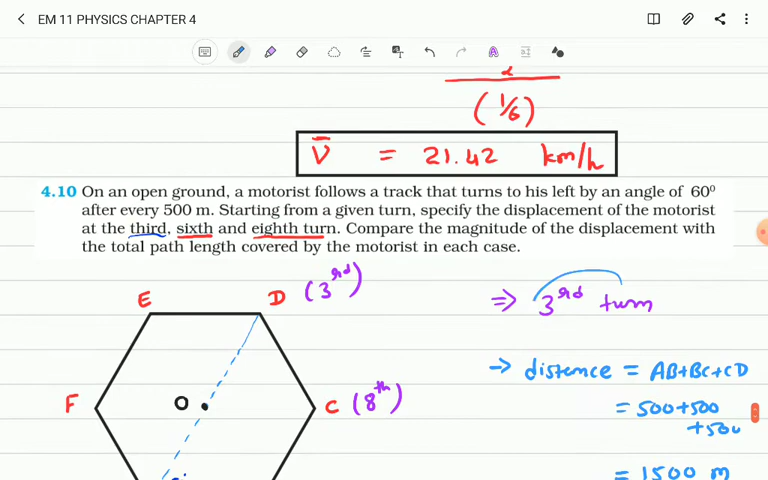 EM 11 PHYSICS CHAPTER 4
(1/6)
V̄ = 21.42 km/h
4.10 On an open ground, a motorist follows a track that turns to his left by an angle of 60⁰
after every 500 m. Starting from a given turn, specify the displacement of the motorist
at the third, sixth and eighth turn. Compare the magnitude of the displacement with
the total path length covered by the motorist in each case.
E D (3rd)
⇒ 3rd turn
→ distance = AB+BC+CD
F O C (8th)
= 500+500
+500
= 1500 m